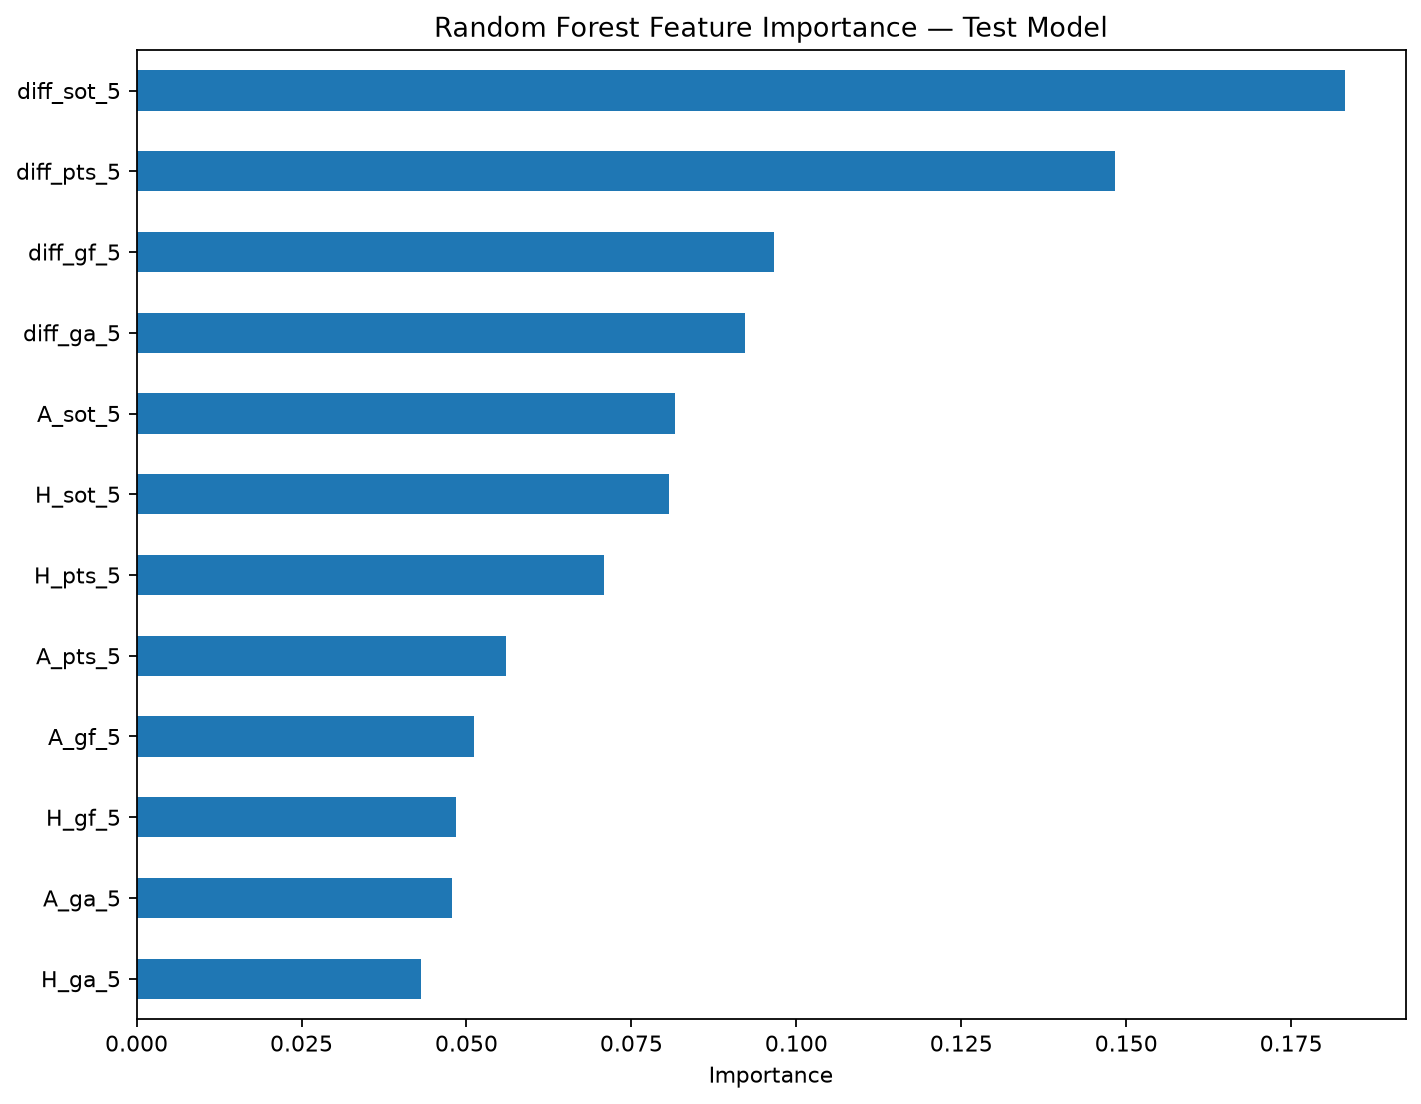 Random Forest Feature Importance — Test Model
diff_sot_5
diff_pts_5
diff_gf_5
diff_ga_5
A_sot_5
H_sot_5
H_pts_5
A_pts_5
A_gf_5
H_gf_5
A_ga_5
H_ga_5
0.000 0.025 0.050 0.075 0.100 0.125 0.150 0.175
Importance